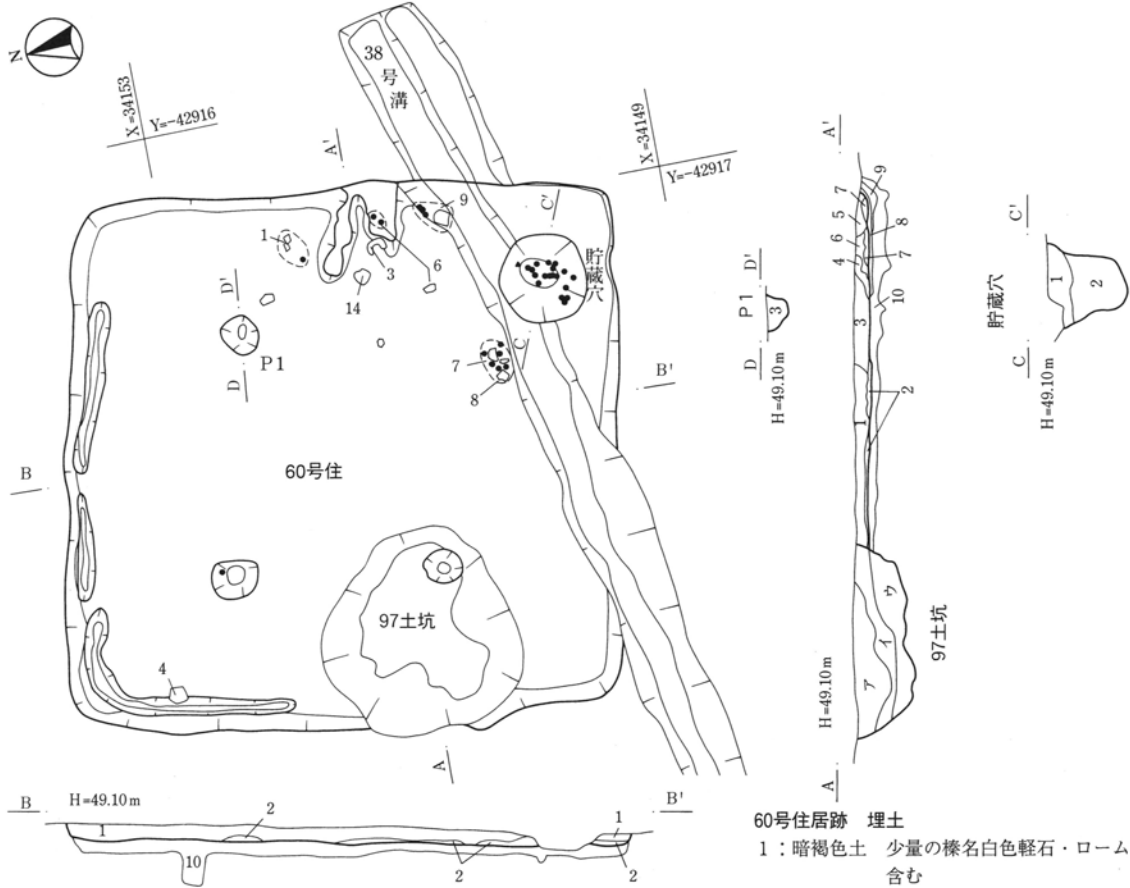 N
38
号
溝
X=34153
Y=-42916
X=34149
Y=-42917
A'
C'
9
1
6
3
貯蔵穴
14
D'
P1
D
C
7
8
B'
B
60号住
97土坑
4
A
B
H=49.10m
B'
1
2
1
10
2
2
A'
9
7
5
8
6
7
4
10
3
2
1
ウ
イ
ア
97土坑
H=49.10m
A
D'
P1
3
D
H=49.10m
C'
1
2
貯蔵穴
C
H=49.10m
60号住居跡 埋土
1:暗褐色土 少量の榛名白色軽石・ローム
含む